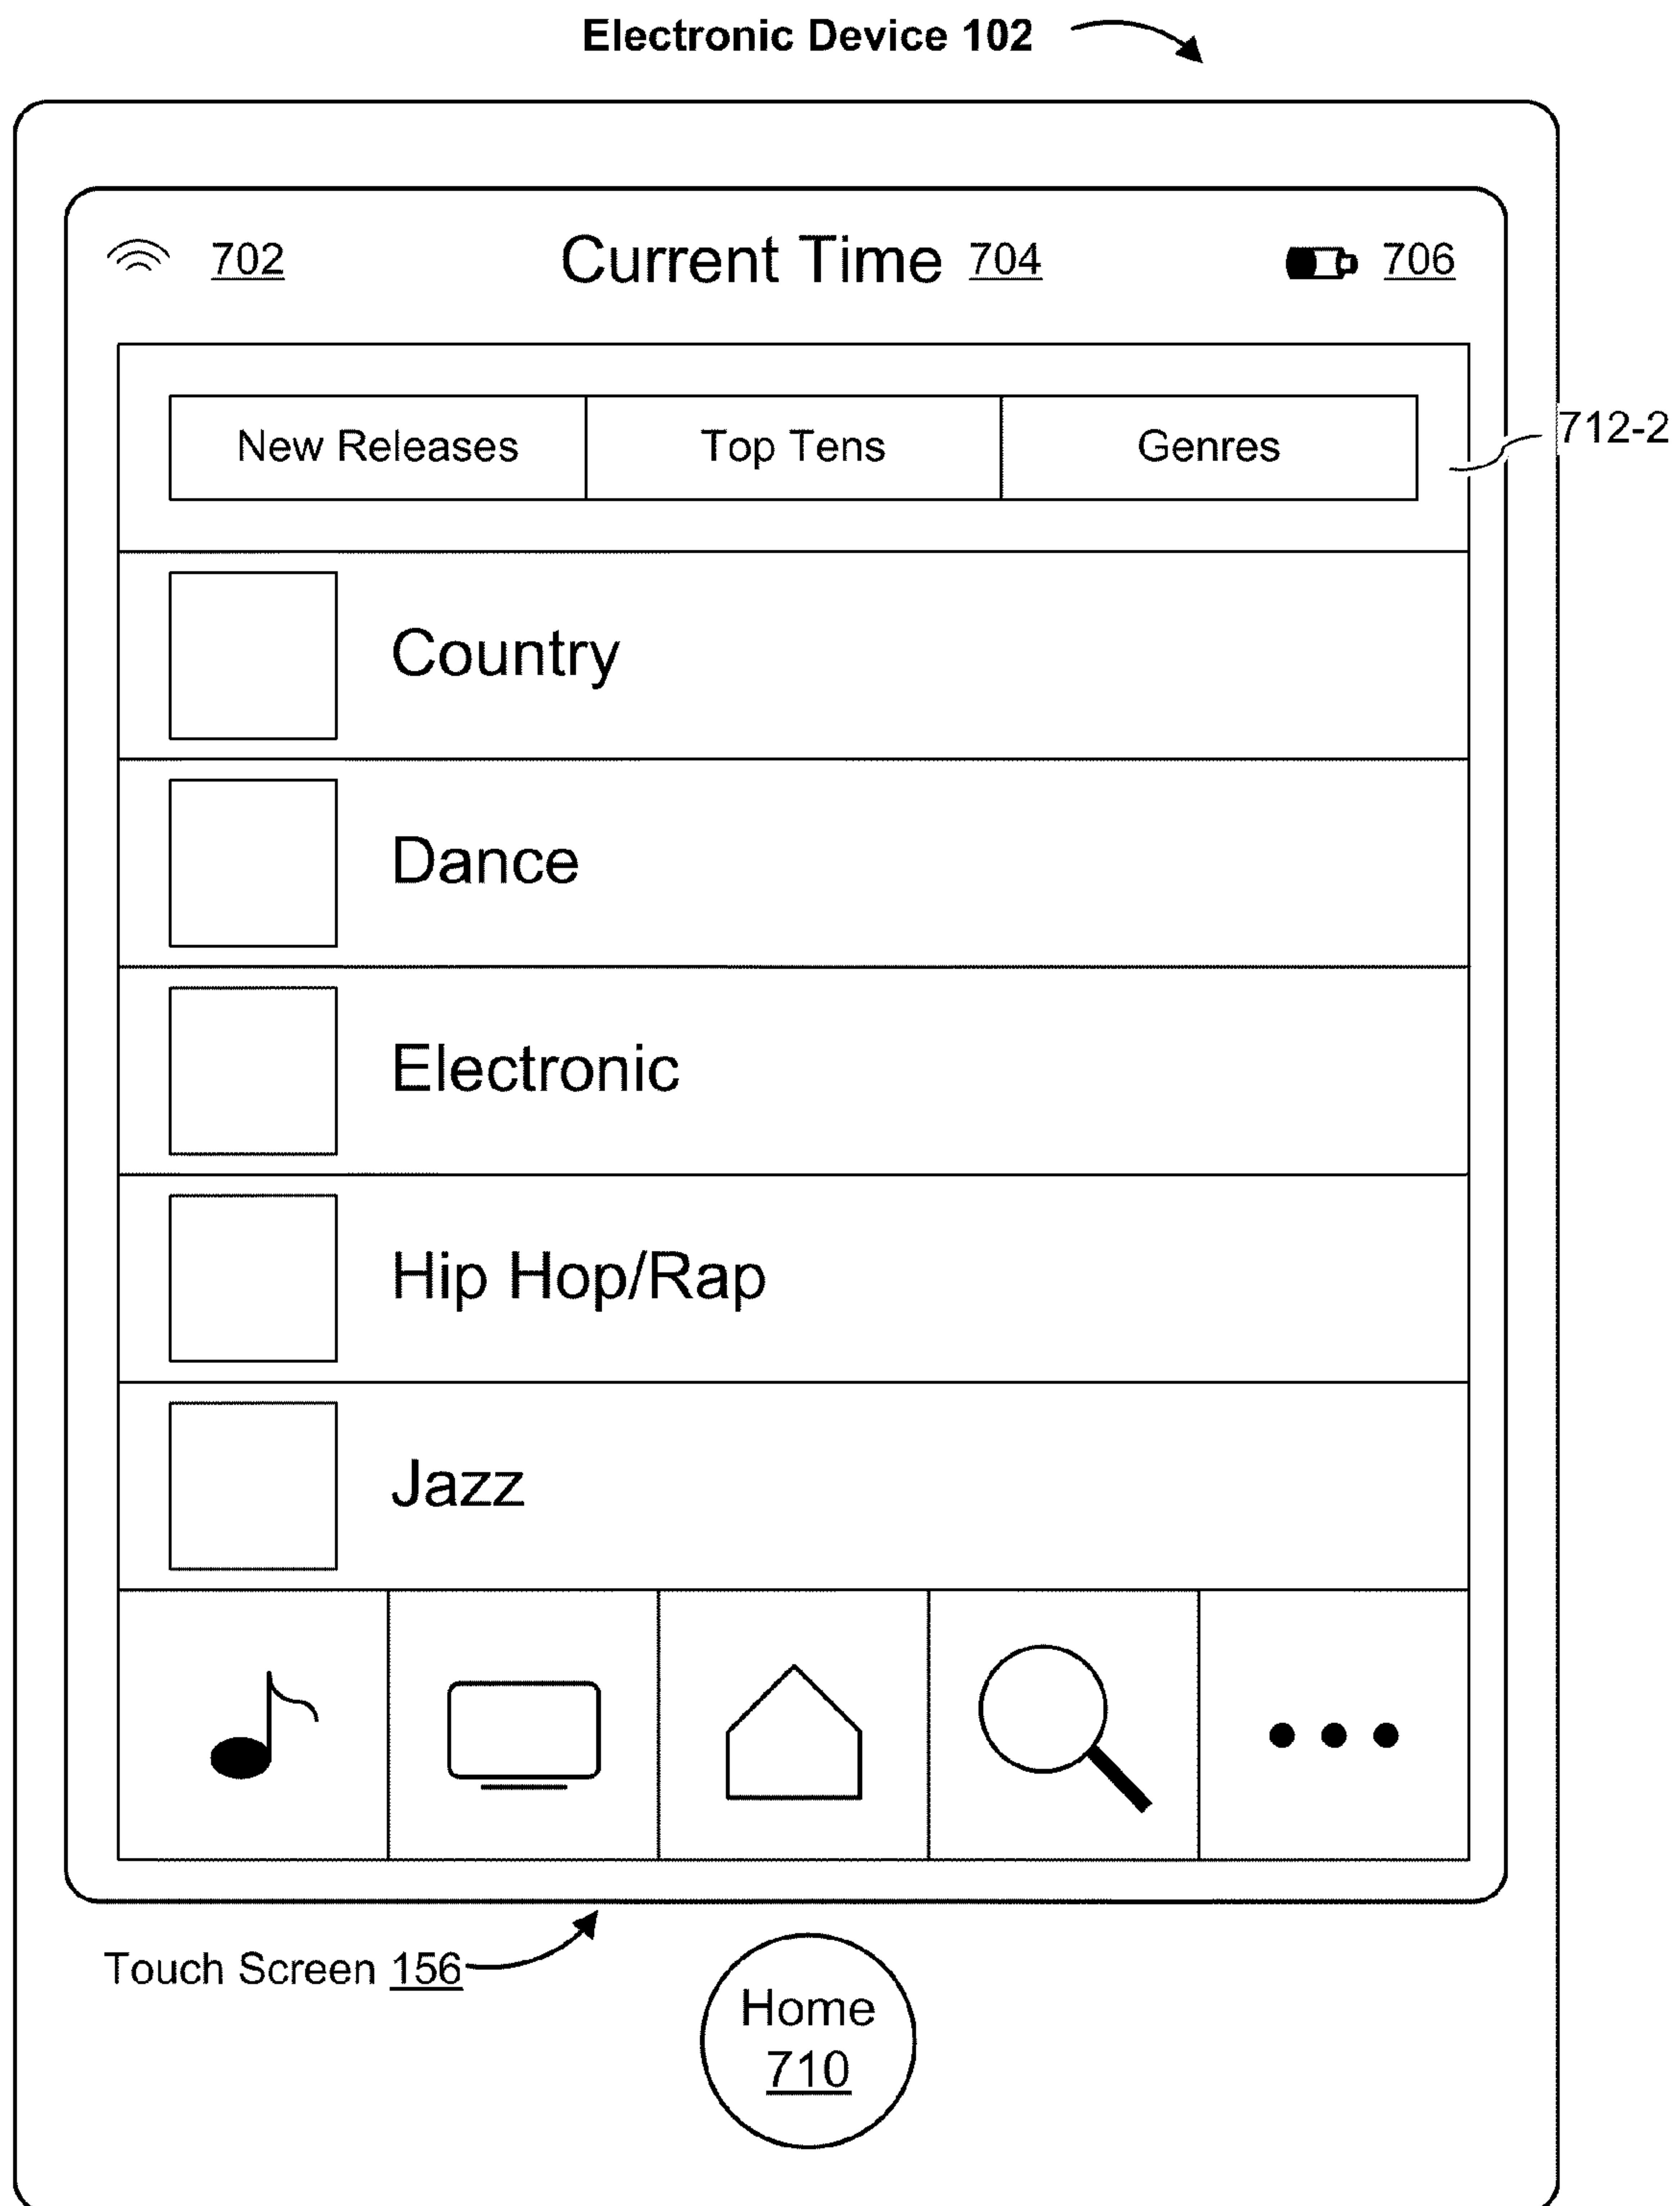 Electronic Device 102
702 Current Time 704 706
New Releases Top Tens Genres
712-2
Country
Dance
Electronic
Hip Hop/Rap
Jazz
Touch Screen 156
Home
710